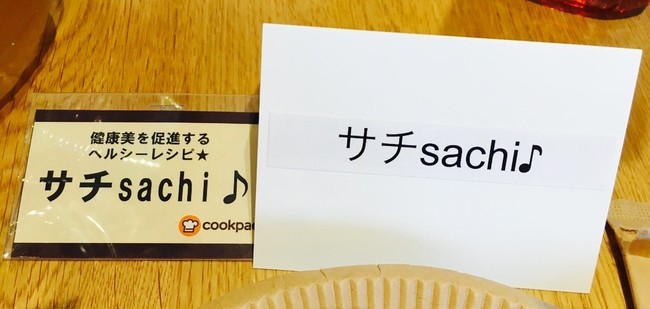 健康美を促進する
ヘルシーレシピ★
サチsachi♪
cookpa
サチsachi♪